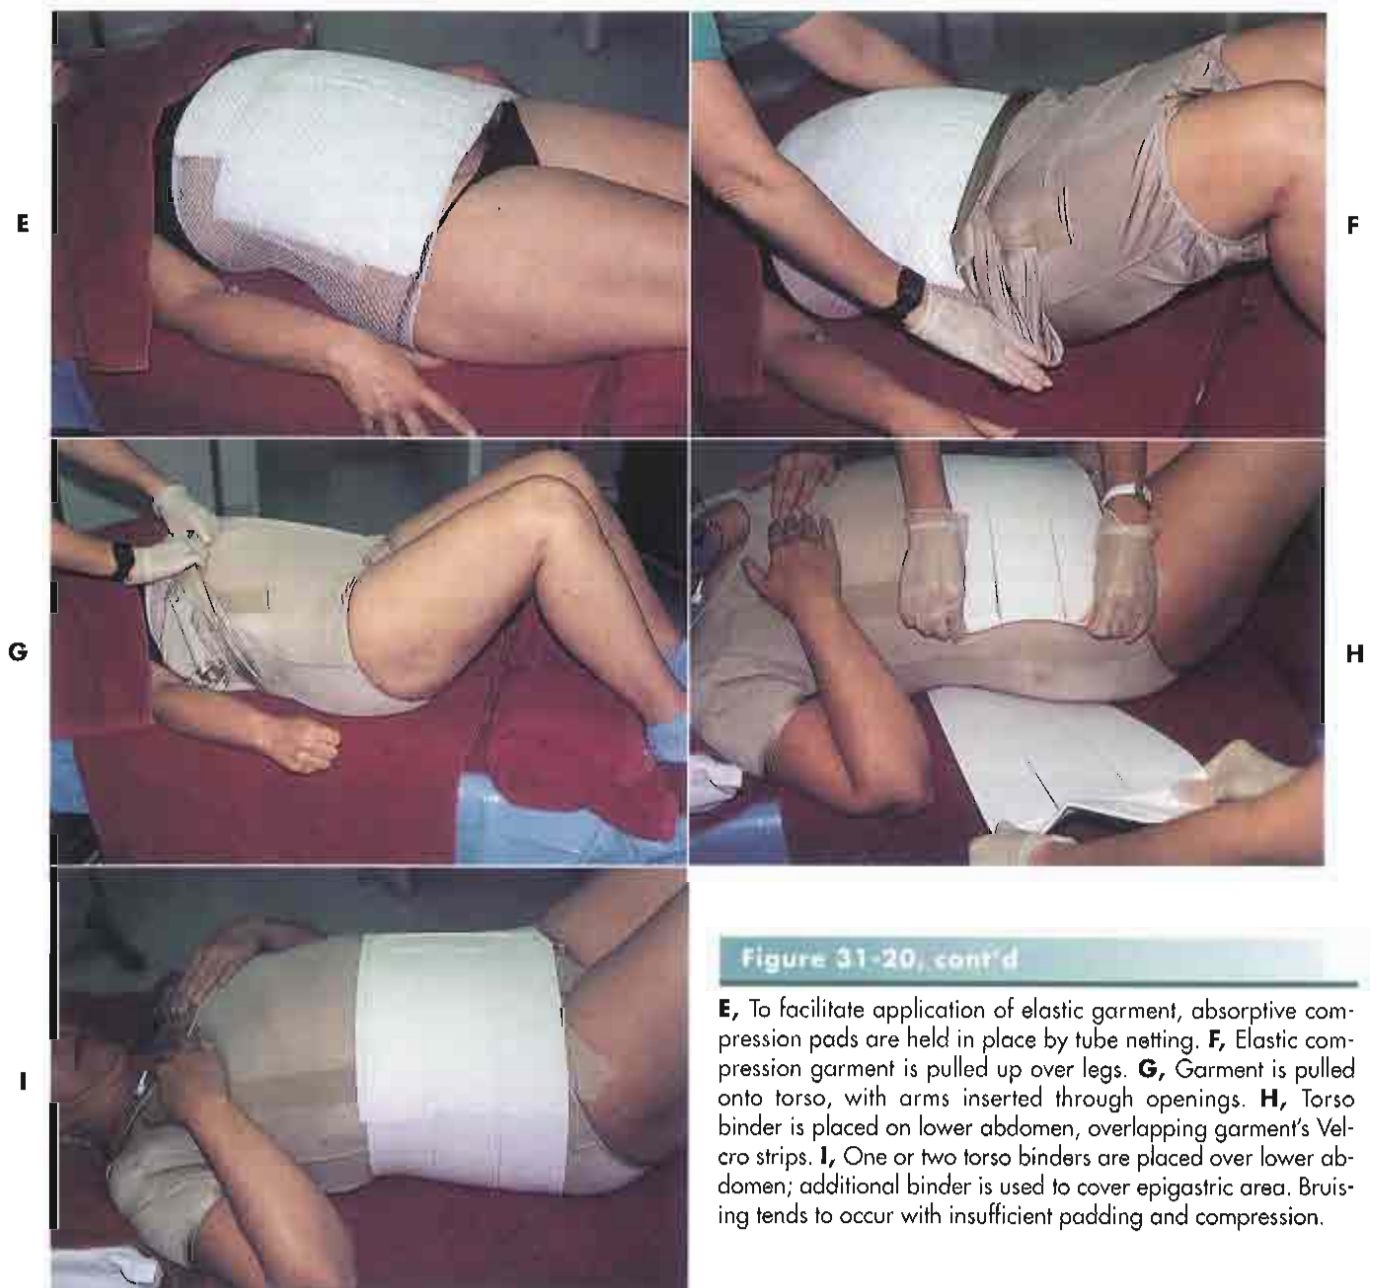 E
F
G
H
I
Figure 31-20, cont'd
E, To facilitate application of elastic garment, absorptive com-
pression pads are held in place by tube netting. F, Elastic com-
pression garment is pulled up over legs. G, Garment is pulled
onto torso, with arms inserted through openings. H, Torso
binder is placed on lower abdomen, overlapping garment's Vel-
cro strips. I, One or two torso binders are placed over lower ab-
domen; additional binder is used to cover epigastric area. Bruis-
ing tends to occur with insufficient padding and compression.